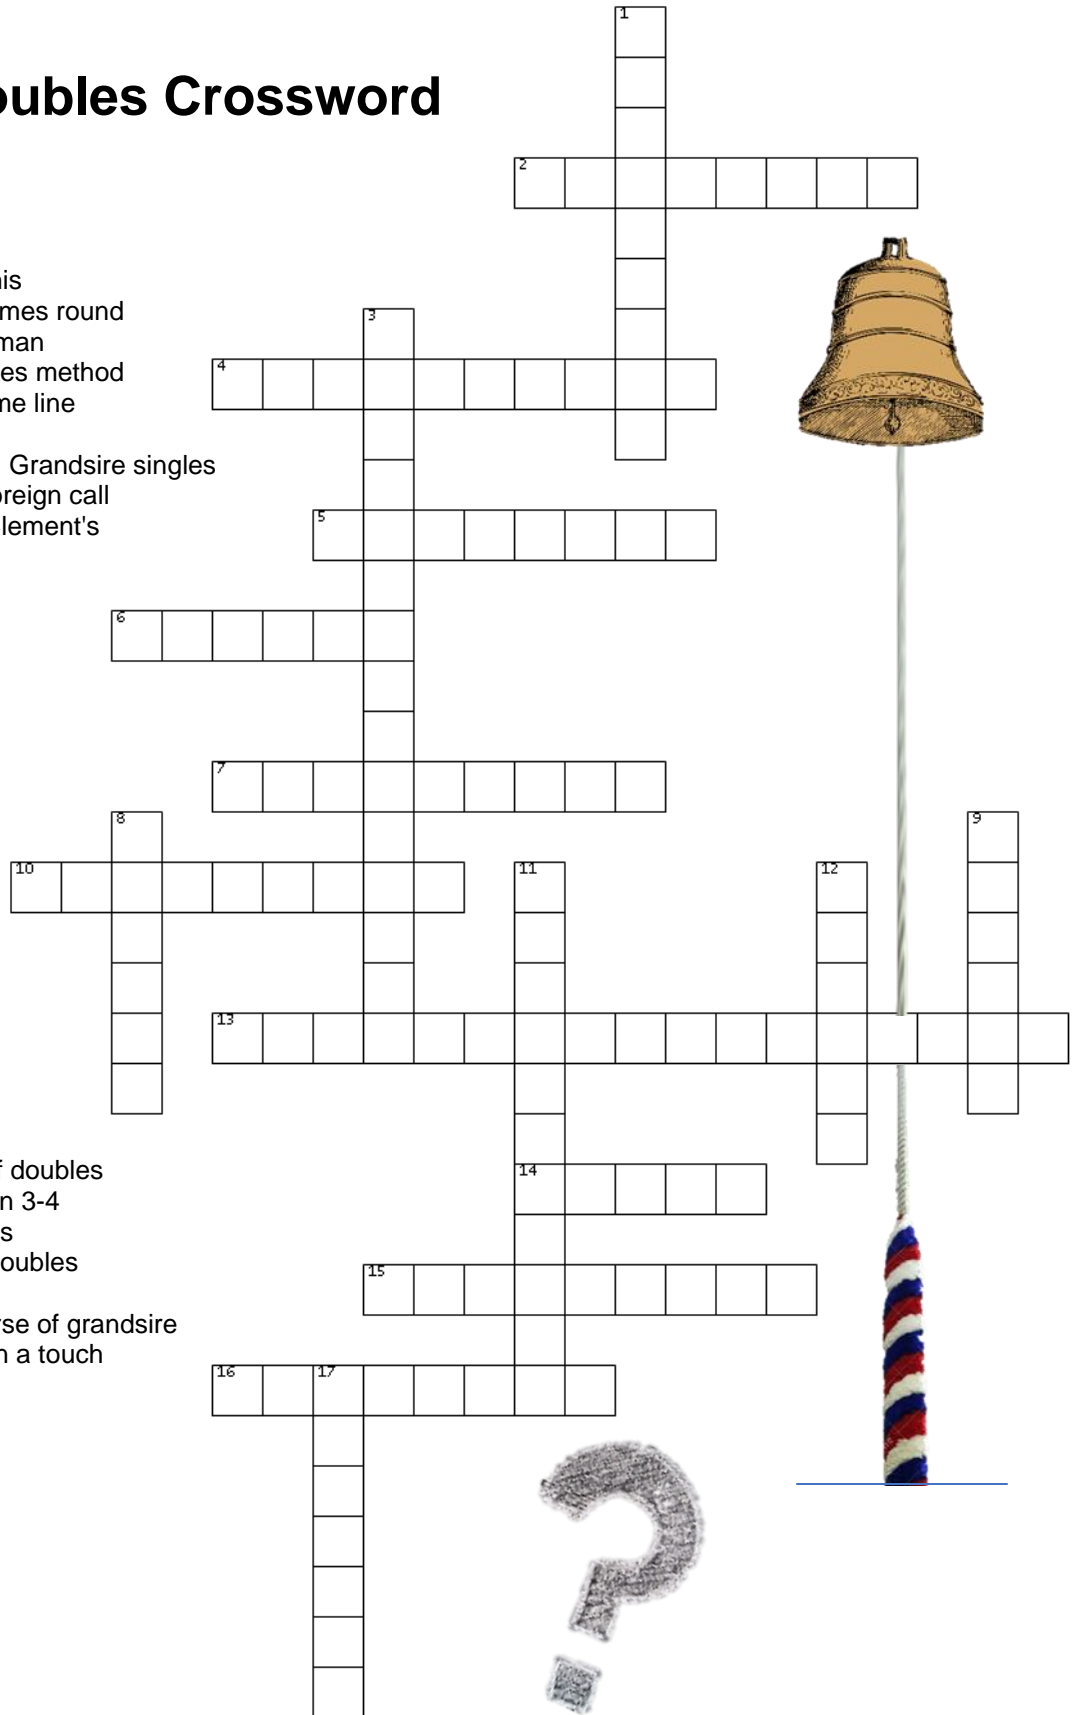 oubles Crossword
1
2
his
mes round
man
es method
me line
Grandsire singles
oreign call
lement's
3
4
5
6
7
8
9
10
11
12
13
f doubles
n 3-4
s
oubles
rse of grandsire
n a touch
14
15
16 17